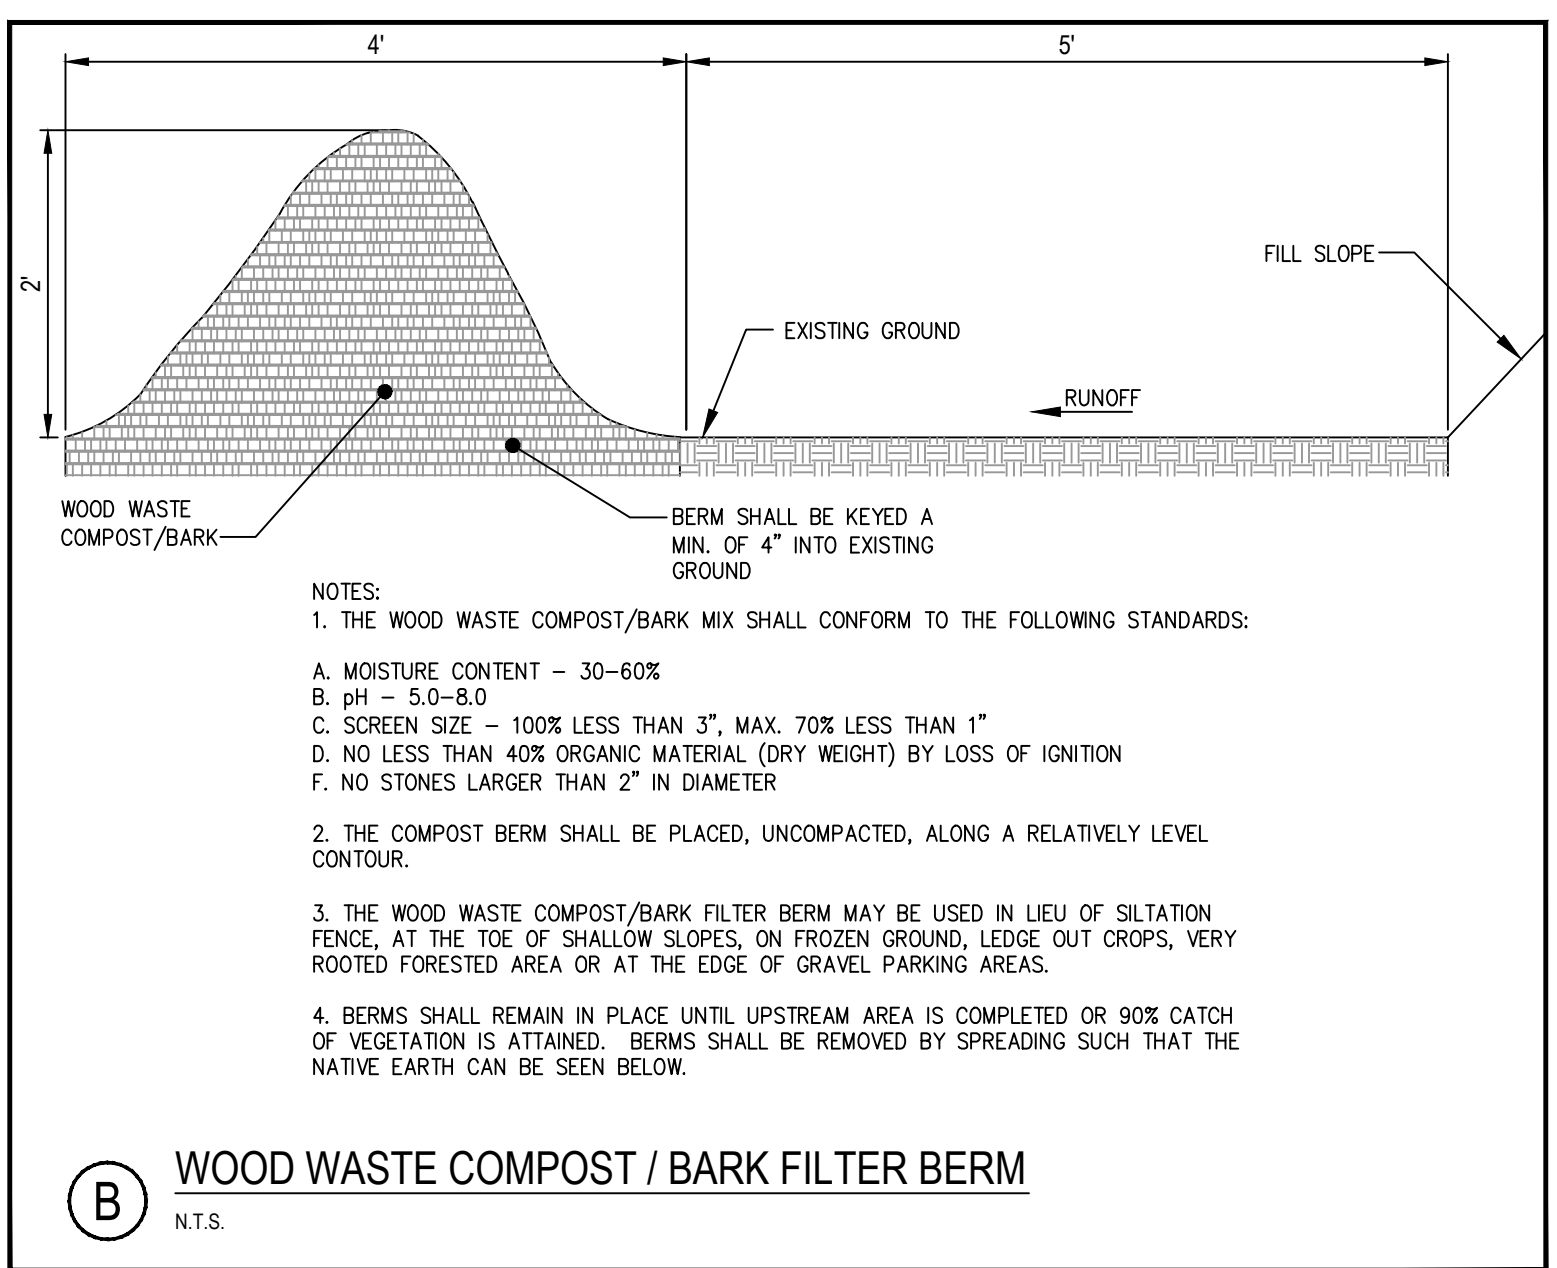 4'
5'
2'
FILL SLOPE
EXISTING GROUND
RUNOFF
WOOD WASTE
COMPOST/BARK
BERM SHALL BE KEYED A
MIN. OF 4" INTO EXISTING
GROUND
NOTES:
1. THE WOOD WASTE COMPOST/BARK MIX SHALL CONFORM TO THE FOLLOWING STANDARDS:
A. MOISTURE CONTENT – 30–60%
B. pH – 5.0–8.0
C. SCREEN SIZE – 100% LESS THAN 3", MAX. 70% LESS THAN 1"
D. NO LESS THAN 40% ORGANIC MATERIAL (DRY WEIGHT) BY LOSS OF IGNITION
F. NO STONES LARGER THAN 2" IN DIAMETER
2. THE COMPOST BERM SHALL BE PLACED, UNCOMPACTED, ALONG A RELATIVELY LEVEL
CONTOUR.
3. THE WOOD WASTE COMPOST/BARK FILTER BERM MAY BE USED IN LIEU OF SILTATION
FENCE, AT THE TOE OF SHALLOW SLOPES, ON FROZEN GROUND, LEDGE OUT CROPS, VERY
ROOTED FORESTED AREA OR AT THE EDGE OF GRAVEL PARKING AREAS.
4. BERMS SHALL REMAIN IN PLACE UNTIL UPSTREAM AREA IS COMPLETED OR 90% CATCH
OF VEGETATION IS ATTAINED. BERMS SHALL BE REMOVED BY SPREADING SUCH THAT THE
NATIVE EARTH CAN BE SEEN BELOW.
B
WOOD WASTE COMPOST / BARK FILTER BERM
N.T.S.